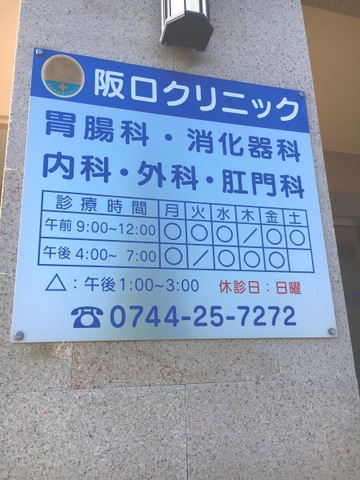 阪口クリニック
胃腸科・消化器科
内科・外科・肛門科
診療時間 月 火 水 木 金 土
午前 9:00~12:00 ○ ○ ○ / ○ ○
午後 4:00~ 7:00 ○ / ○ ○ ○
△:午後1:00~3:00 休診日:日曜
☎0744-25-7272